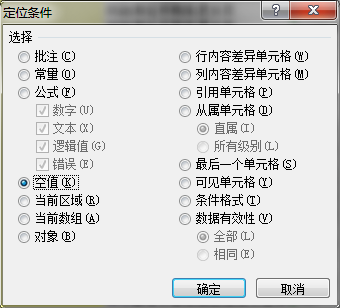 定位条件
选择
批注(C)
常量(O)
公式(F)
数字(U)
文本(X)
逻辑值(G)
错误(E)
空值(K)
当前区域(R)
当前数组(A)
对象(B)
行内容差异单元格(W)
列内容差异单元格(M)
引用单元格(P)
从属单元格(D)
直属(I)
所有级别(L)
最后一个单元格(S)
可见单元格(Y)
条件格式(T)
数据有效性(V)
全部(L)
相同(E)
确定
取消